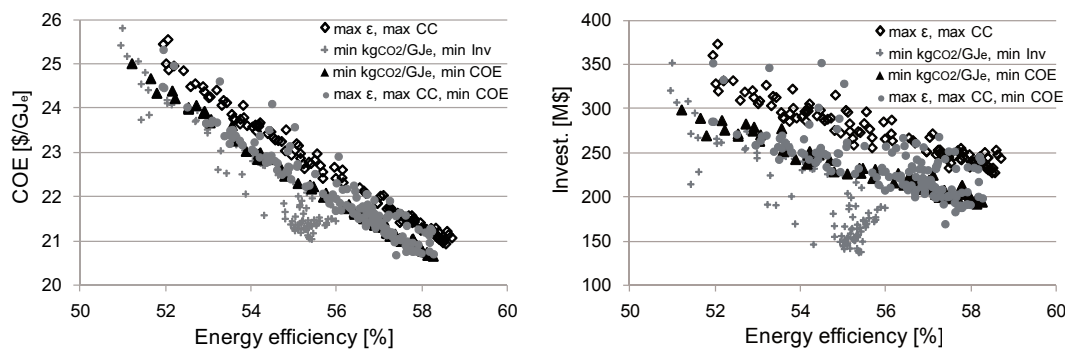 26
25
24
23
22
21
20
COE [$/GJe]
max ε, max CC
min kgCO2/GJe, min Inv
min kgCO2/GJe, min COE
max ε, max CC, min COE
50 52 54 56 58 60
Energy efficiency [%]
400
350
300
250
200
150
100
Invest. [M$]
max ε, max CC
min kgCO2/GJe, min Inv
min kgCO2/GJe, min COE
max ε, max CC, min COE
50 52 54 56 58 60
Energy efficiency [%]